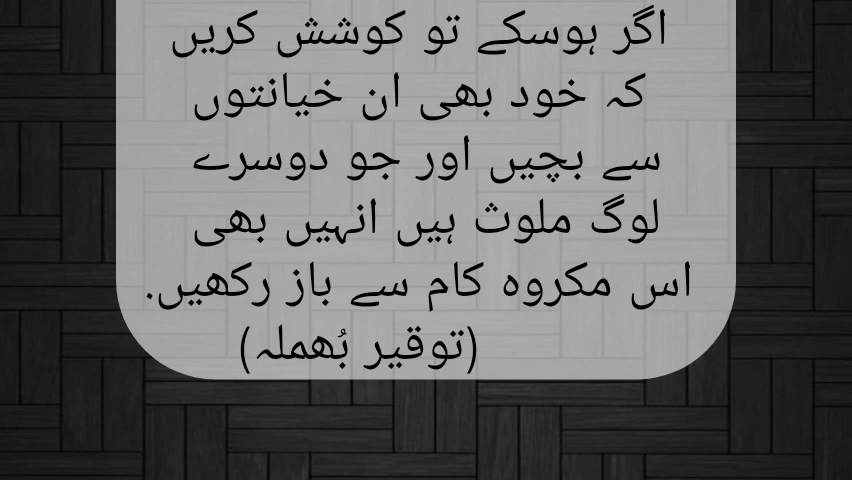 اگر ہوسکے تو کوشش کریں
کہ خود بھی ان خیانتوں
سے بچیں اور جو دوسرے
لوگ ملوث ہیں انہیں بھی
اس مکروہ کام سے باز رکھیں.
(توقیر بُھملہ)